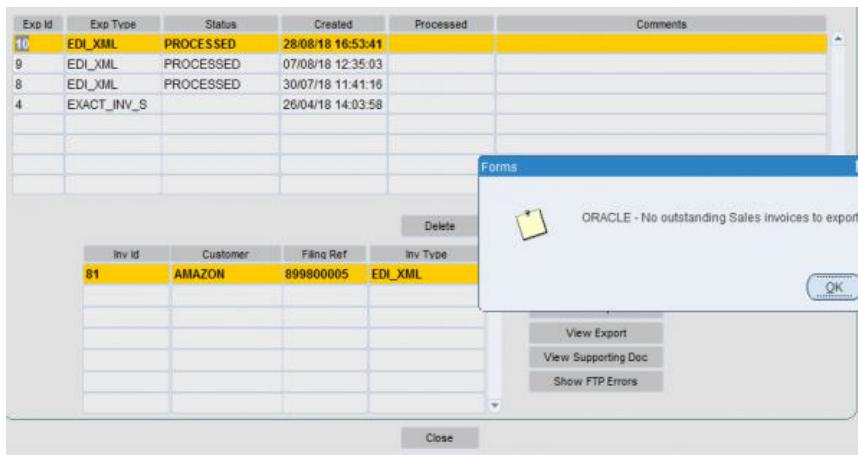 Exp Id Exp Type Status Created Processed Comments
10 EDI_XML PROCESSED 28/08/18 16:53:41
9 EDI_XML PROCESSED 07/08/18 12:35:03
8 EDI_XML PROCESSED 30/07/18 11:41:16
4 EXACT_INV_S 26/04/18 14:03:58
Forms
ORACLE - No outstanding Sales invoices to export
OK
Delete
Inv Id Customer Filing Ref Inv Type
81 AMAZON 899800005 EDI_XML
View Export
View Supporting Doc
Show FTP Errors
Close